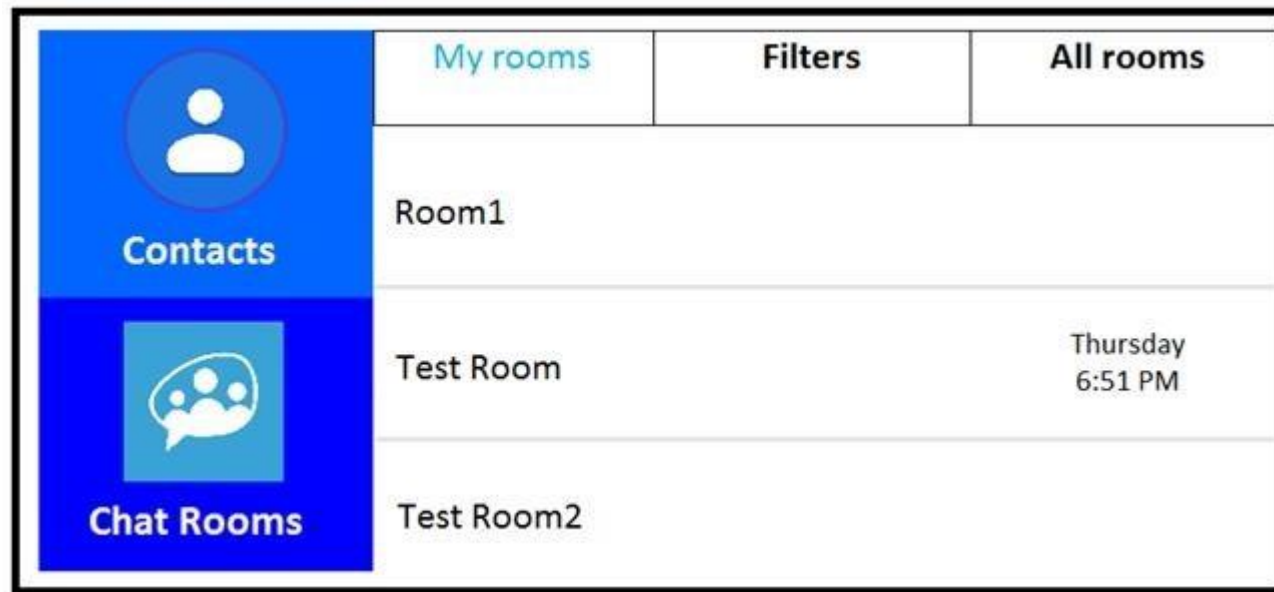 My rooms
Filters
All rooms
Contacts
Room1
Test Room
Thursday
6:51 PM
Chat Rooms
Test Room2